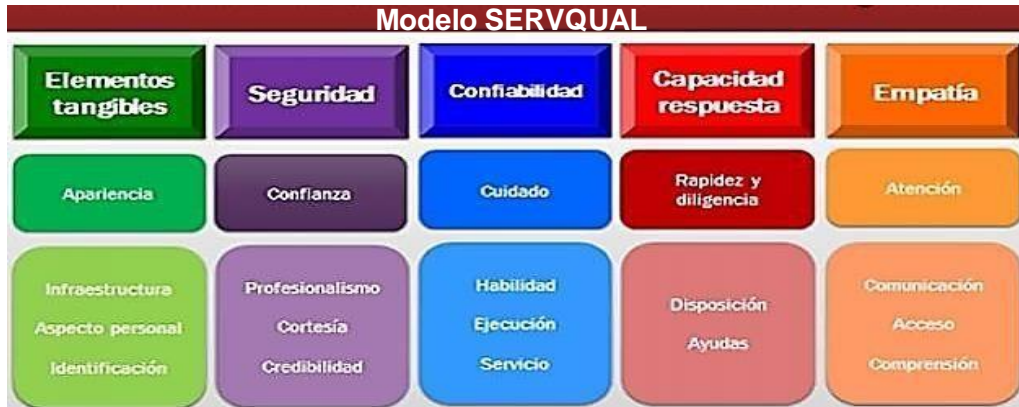 Modelo SERVQUAL
Elementos
tangibles
Seguridad
Confiabilidad
Capacidad
respuesta
Empatía
Apariencia
Confianza
Cuidado
Rapidez y
diligencia
Atención
Infraestructura
Aspecto personal
Identificación
Profesionalismo
Cortesía
Credibilidad
Habilidad
Ejecución
Servicio
Disposición
Ayudas
Comunicación
Acceso
Comprensión